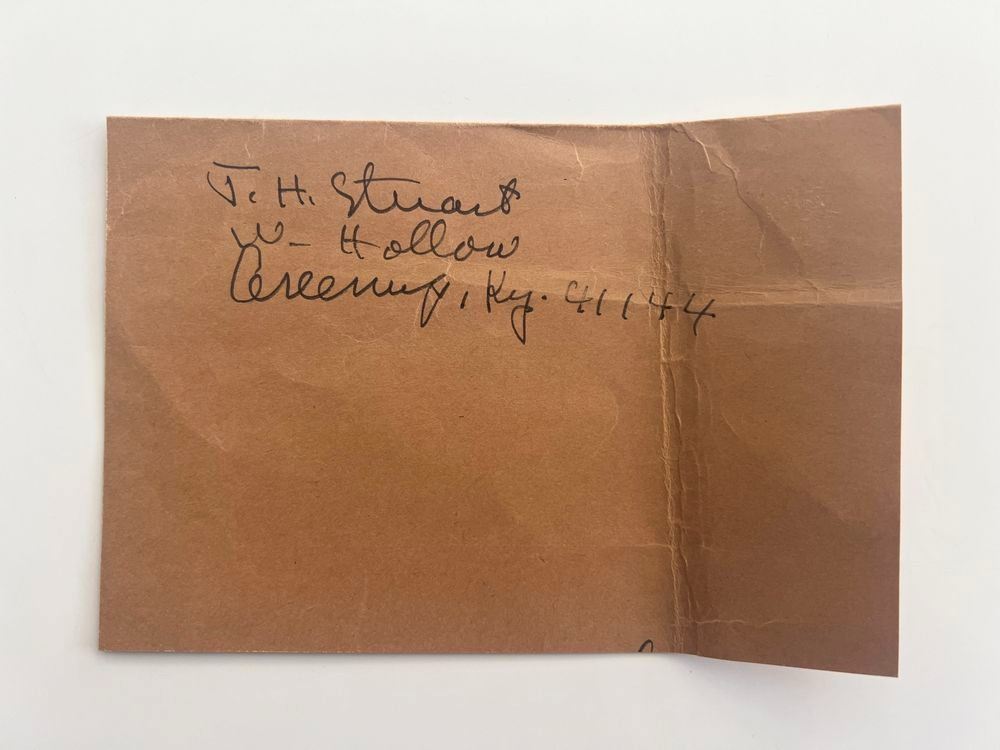 J. H. Stuart
W- Hollow
Greenup, Ky. 41144